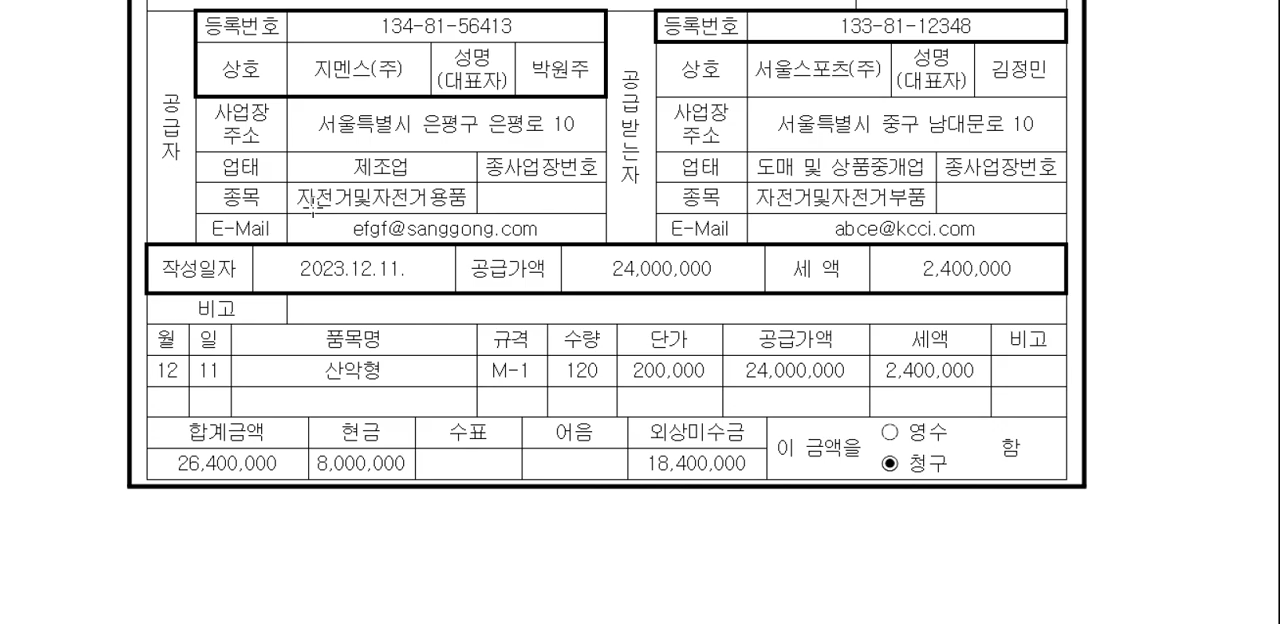 등록번호 134-81-56413 등록번호 133-81-12348
상호 지멘스(주) 성명 (대표자) 박원주 상호 서울스포츠(주) 성명 (대표자) 김정민
공급자 공급받는자
사업장 주소 서울특별시 은평구 은평로 10 사업장 주소 서울특별시 중구 남대문로 10
업태 제조업 종사업장번호 업태 도매 및 상품중개업 종사업장번호
종목 자전거및자전거용품 종목 자전거및자전거부품
E-Mail efgf@sanggong.com E-Mail abce@kcci.com
작성일자 2023.12.11. 공급가액 24,000,000 세 액 2,400,000
비고
월 일 품목명 규격 수량 단가 공급가액 세액 비고
12 11 산악형 M-1 120 200,000 24,000,000 2,400,000
합계금액 현금 수표 어음 외상미수금 이 금액을 ○ 영수 함
26,400,000 8,000,000 18,400,000 ◉ 청구